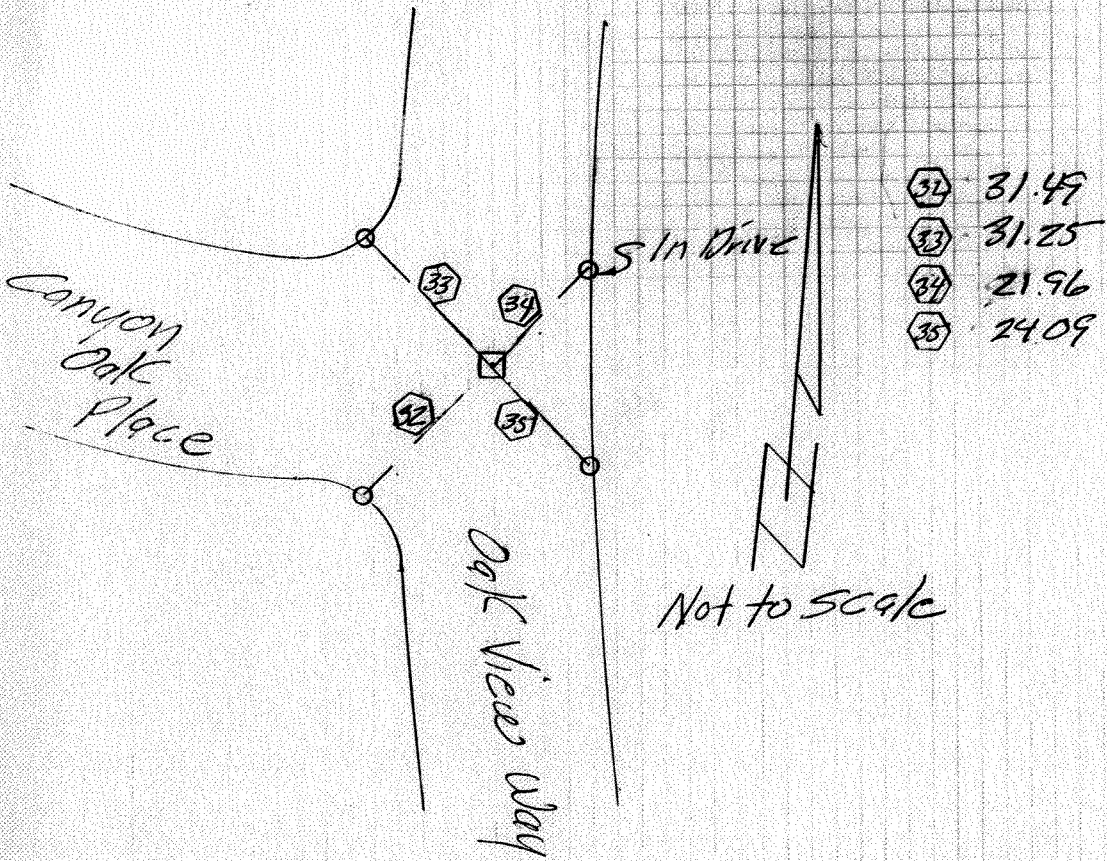 32 31.49
33 31.25
34 21.96
35 24.09
33
34
S In Drive
Canyon
Oak
Place
32
35
Not to Scale
Oak View Way